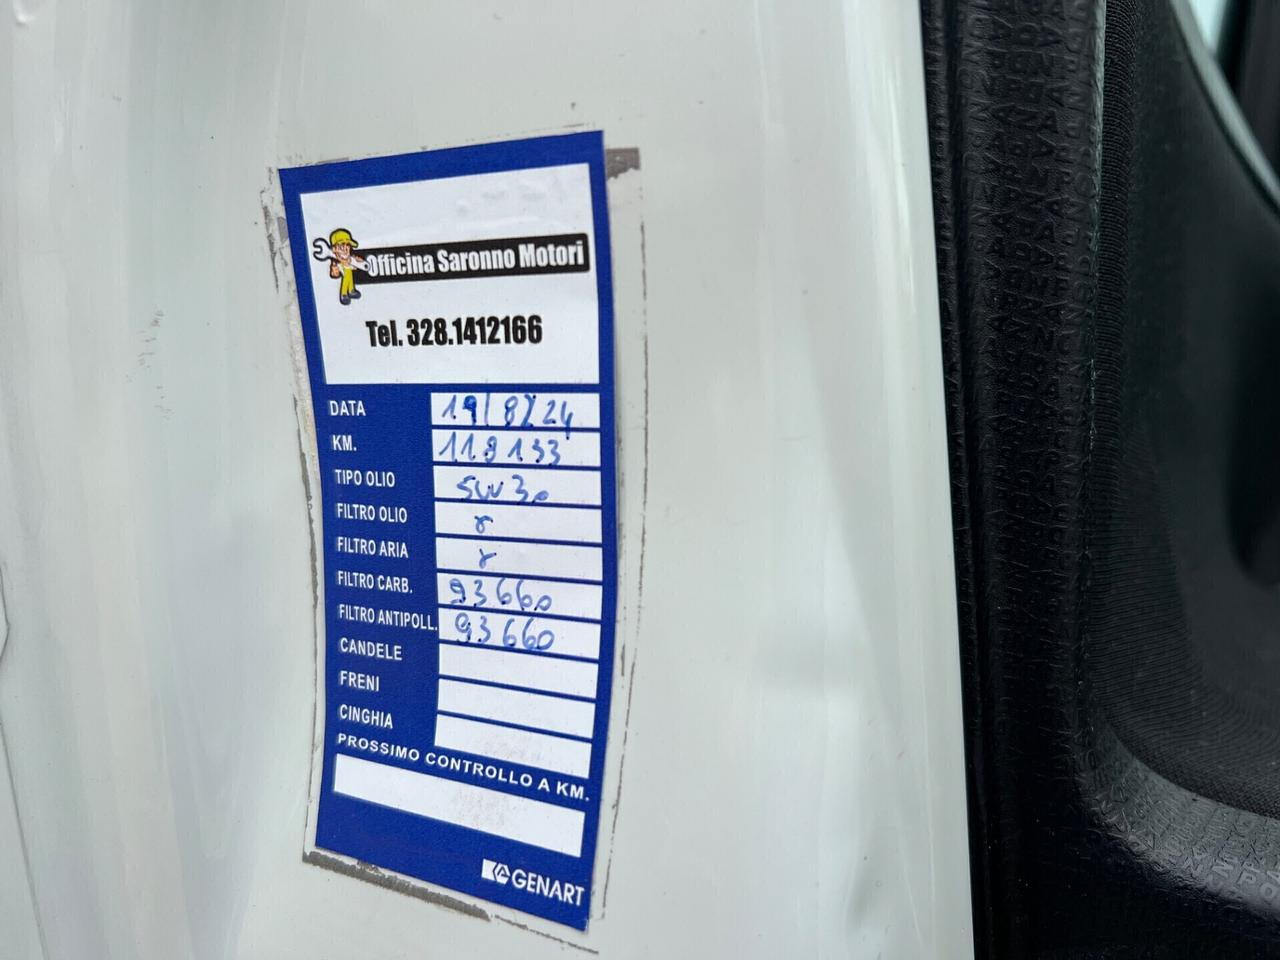 Officina Saronno Motori
Tel. 328.1412166
DATA 19/8/24
KM. 118133
TIPO OLIO 5W30
FILTRO OLIO r
FILTRO ARIA r
FILTRO CARB. 93660
FILTRO ANTIPOLL. 93660
CANDELE
FRENI
CINGHIA
PROSSIMO CONTROLLO A KM.
GENART